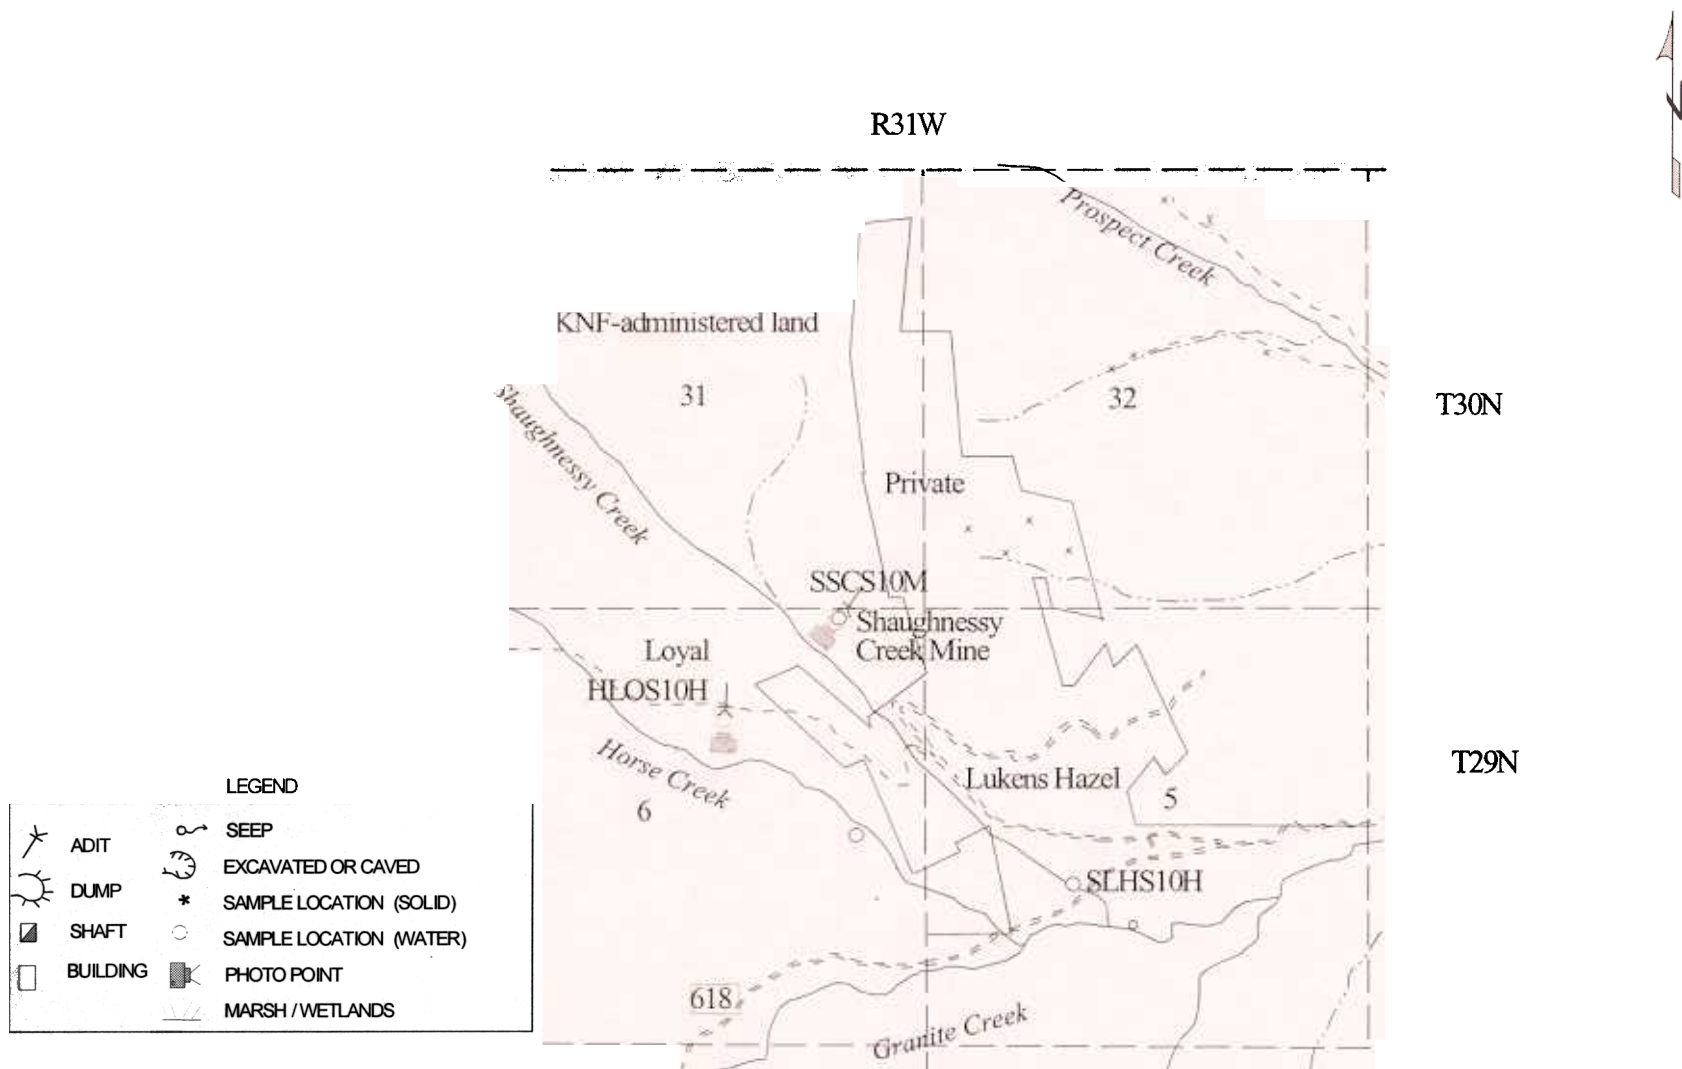 R31W
Prospect Creek
KNF-administered land
31
32
T30N
Shaughnessy Creek
Private
SSCS10M
Shaughnessy
Creek Mine
Loyal
HLOS10H
Horse Creek
T29N
Lukens Hazel
5
6
SLHS10H
618
Granite Creek
LEGEND
ADIT
SEEP
EXCAVATED OR CAVED
DUMP
SAMPLE LOCATION (SOLID)
SHAFT
SAMPLE LOCATION (WATER)
BUILDING
PHOTO POINT
MARSH / WETLANDS